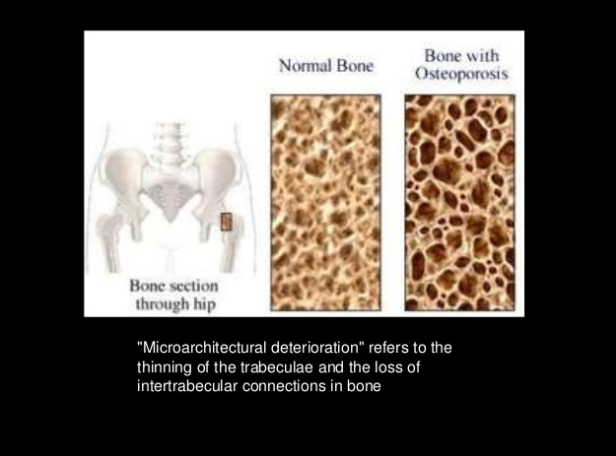 Normal Bone
Bone with
Osteoporosis
Bone section
through hip
"Microarchitectural deterioration" refers to the
thinning of the trabeculae and the loss of
intertrabecular connections in bone